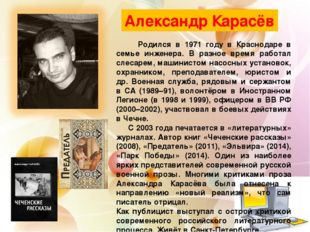 Александр Карасёв
Родился в 1971 году в Краснодаре в
семье инженера. В разное время работал
слесарем, машинистом насосных установок,
охранником, преподавателем, юристом и
др. Военная служба, рядовым и сержантом
в СА (1989–91), волонтёром в Иностранном
Легионе (в 1998 и 1999), офицером в ВВ РФ
(2000–2002), участвовал в боевых действиях
в Чечне.
С 2003 года печатается в «литературных»
журналах. Автор книг «Чеченские рассказы»
(2008), «Предатель» (2011), «Эльвира» (2014),
«Парк Победы» (2014). Один из наиболее
ярких представителей современной русской
военной прозы. Многими критиками проза
Александра Карасёва была отнесена к
направлению «новый реализм», что сам
писатель отрицал.
Как публицист выступал с острой критикой
современного российского литературного
процесса. Живёт в Санкт-Петербурге.
ПРЕДАТЕЛЬ
АЛЕКСАНДР КАРАСЁВ
ЧЕЧЕНСКИЕ
РАССКАЗЫ